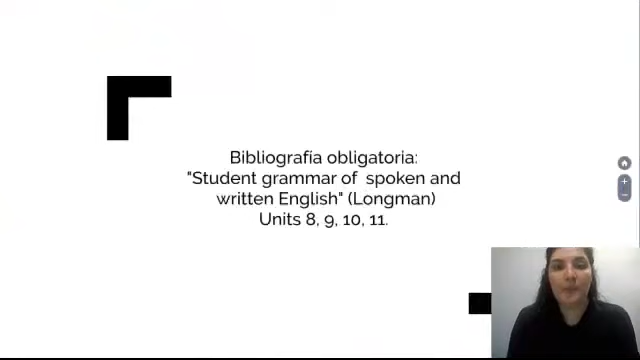 Bibliografía obligatoria:
"Student grammar of spoken and
written English" (Longman)
Units 8, 9, 10, 11.